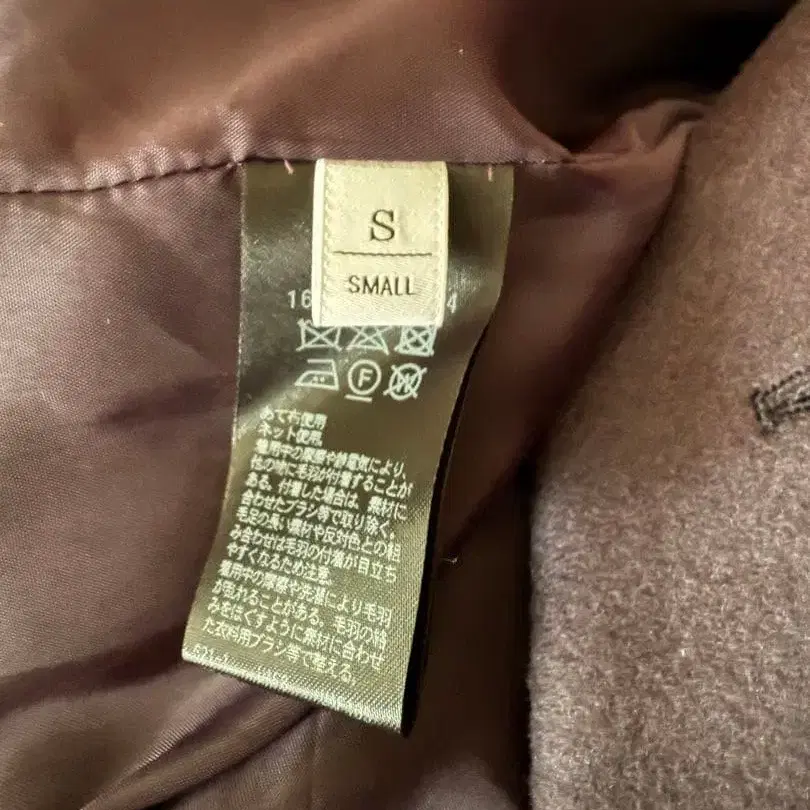 S
SMALL
16 4
F
W
あて布使用
ネット使用。
着用中の摩擦や静電気により、
他の物に毛羽が付着することが
ある。付着した場合は、素材に
合わせたブラシ等で取り除く。
毛足の長い素材や反対色との組
み合わせは毛羽の付着が目立ち
やすくなるため注意。
着用中の摩擦や洗濯により毛羽
が乱れることがある。毛羽の絡
みをほぐすように素材に合わせ
た衣料用ブラシ等で整える。